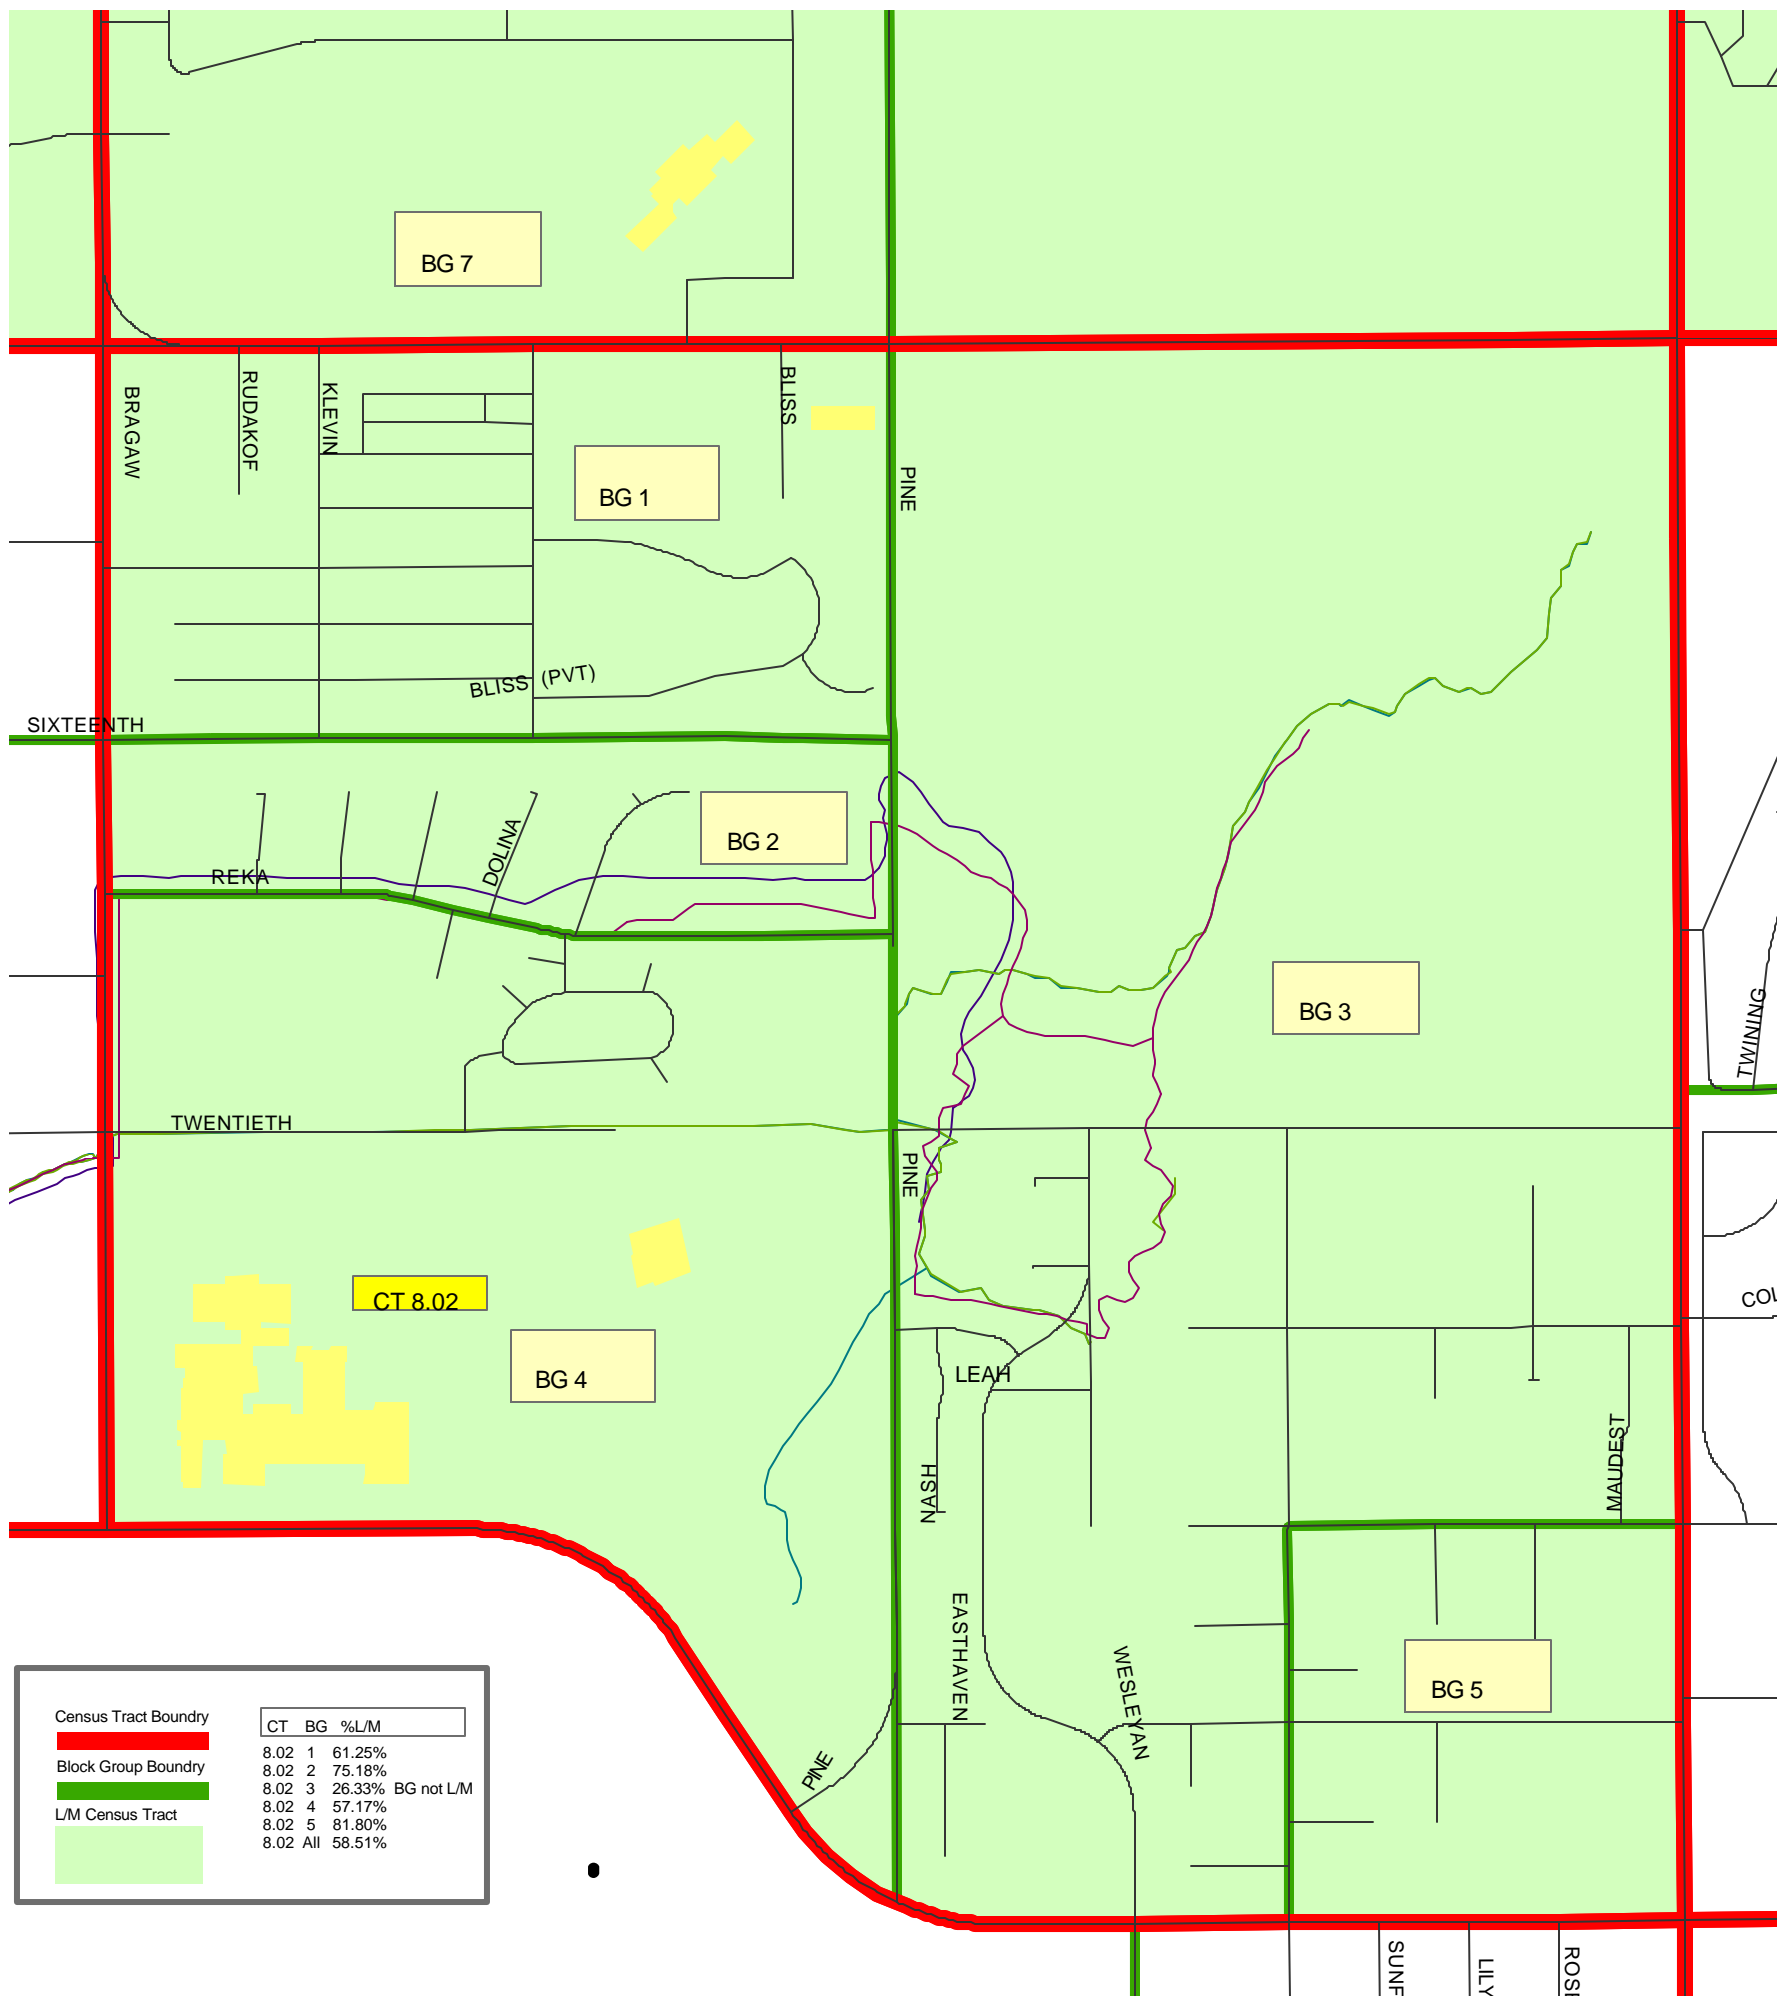 BG 7
BRAGAW
RUDAKOF
KLEVIN
BLISS
PINE
BG 1
BLISS (PVT)
SIXTEENTH
BG 2
DOLINA
REKA
BG 3
TWINING
TWENTIETH
PINE
CT 8.02
COL
BG 4
LEAH
MAUDEST
NASH
EASTHAVEN
WESLEYAN
BG 5
PINE
Census Tract Boundry
Block Group Boundry
L/M Census Tract
CT BG %L/M
8.02 1 61.25%
8.02 2 75.18%
8.02 3 26.33% BG not L/M
8.02 4 57.17%
8.02 5 81.80%
8.02 All 58.51%
SUNF
LILY
ROSE